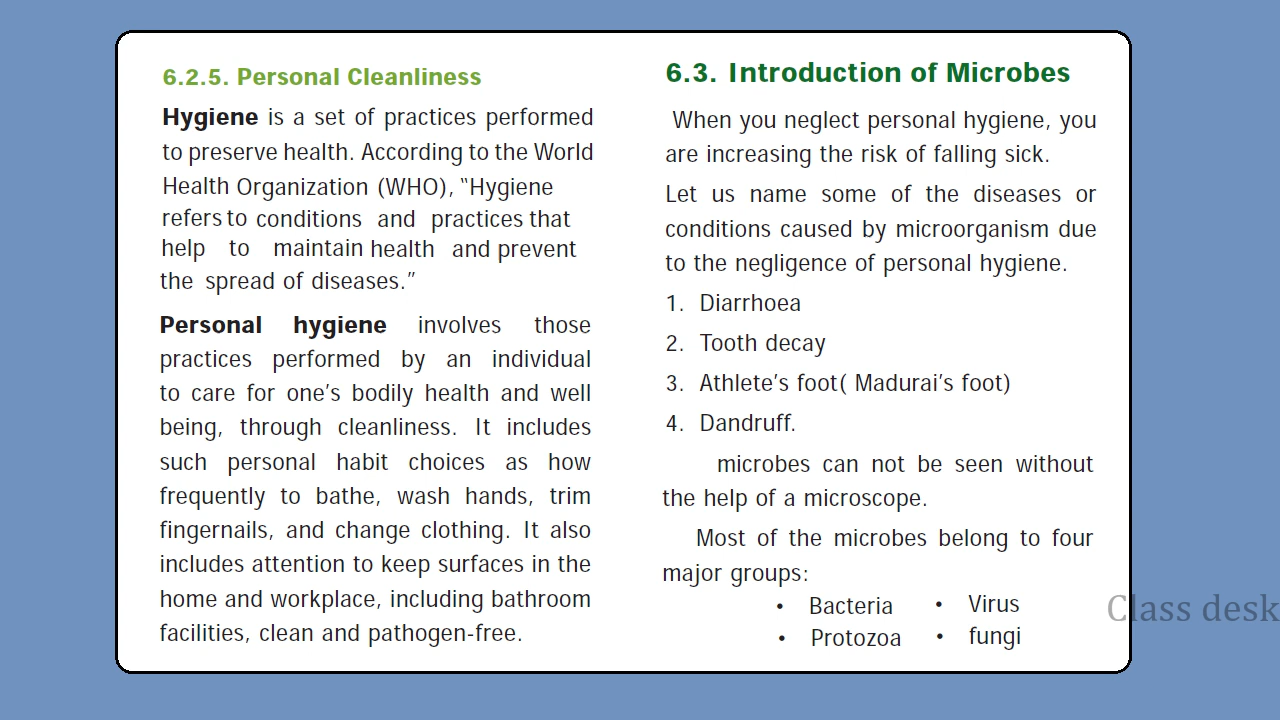 6.2.5. Personal Cleanliness
Hygiene is a set of practices performed
to preserve health. According to the World
Health Organization (WHO), “Hygiene
refers to conditions and practices that
help to maintain health and prevent
the spread of diseases.”
Personal hygiene involves those
practices performed by an individual
to care for one’s bodily health and well
being, through cleanliness. It includes
such personal habit choices as how
frequently to bathe, wash hands, trim
fingernails, and change clothing. It also
includes attention to keep surfaces in the
home and workplace, including bathroom
facilities, clean and pathogen-free.
6.3. Introduction of Microbes
When you neglect personal hygiene, you
are increasing the risk of falling sick.
Let us name some of the diseases or
conditions caused by microorganism due
to the negligence of personal hygiene.
1. Diarrhoea
2. Tooth decay
3. Athlete’s foot( Madurai’s foot)
4. Dandruff.
microbes can not be seen without
the help of a microscope.
Most of the microbes belong to four
major groups:
• Bacteria • Virus
• Protozoa • fungi
Class desk